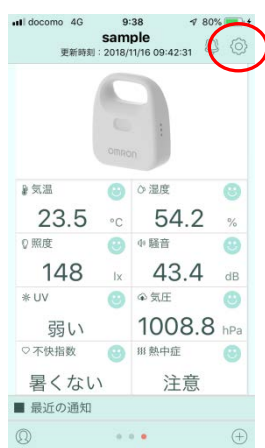 docomo 4G 9:38 80%
sample
更新時刻：2018/11/16 09:42:31
OMRON
気温 湿度
23.5 °C 54.2 %
照度 騒音
148 lx 43.4 dB
UV 気圧
弱い 1008.8 hPa
不快指数 熱中症
暑くない 注意
最近の通知